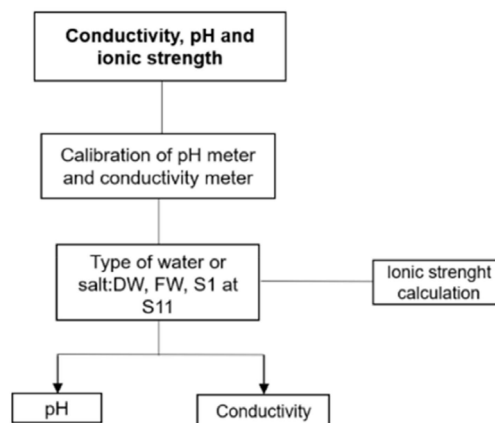 Conductivity, pH and
ionic strength
Calibration of pH meter
and conductivity meter
Type of water or
salt:DW, FW, S1 at
S11
Ionic strenght
calculation
pH
Conductivity